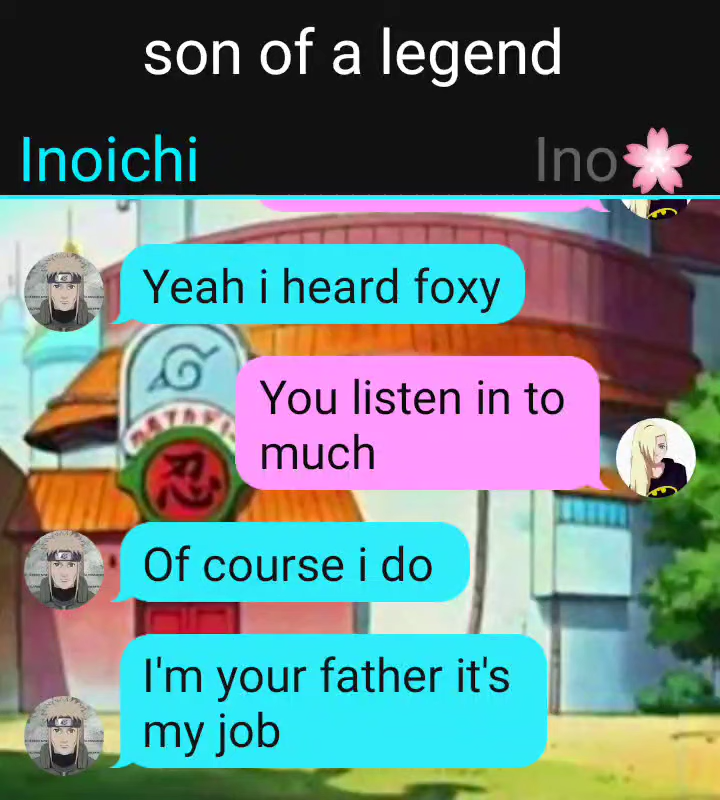 son of a legend
Inoichi
Ino🌸
Yeah i heard foxy
You listen in to
much
忍
Of course i do
I'm your father it's
my job